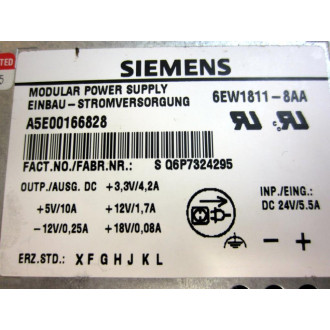 TED
5
SIEMENS
MODULAR POWER SUPPLY
EINBAU-STROMVERSORGUNG
6EW1811-8AA
A5E00166828
FACT.NO./FABR.NR.: S Q6P7324295
OUTP./AUSG. DC +3,3V/4,2A
+5V/10A +12V/1,7A
-12V/0,25A +18V/0,08A
INP./EING.:
DC 24V/5.5A
- +
ERZ.STD.: X F G H J K L